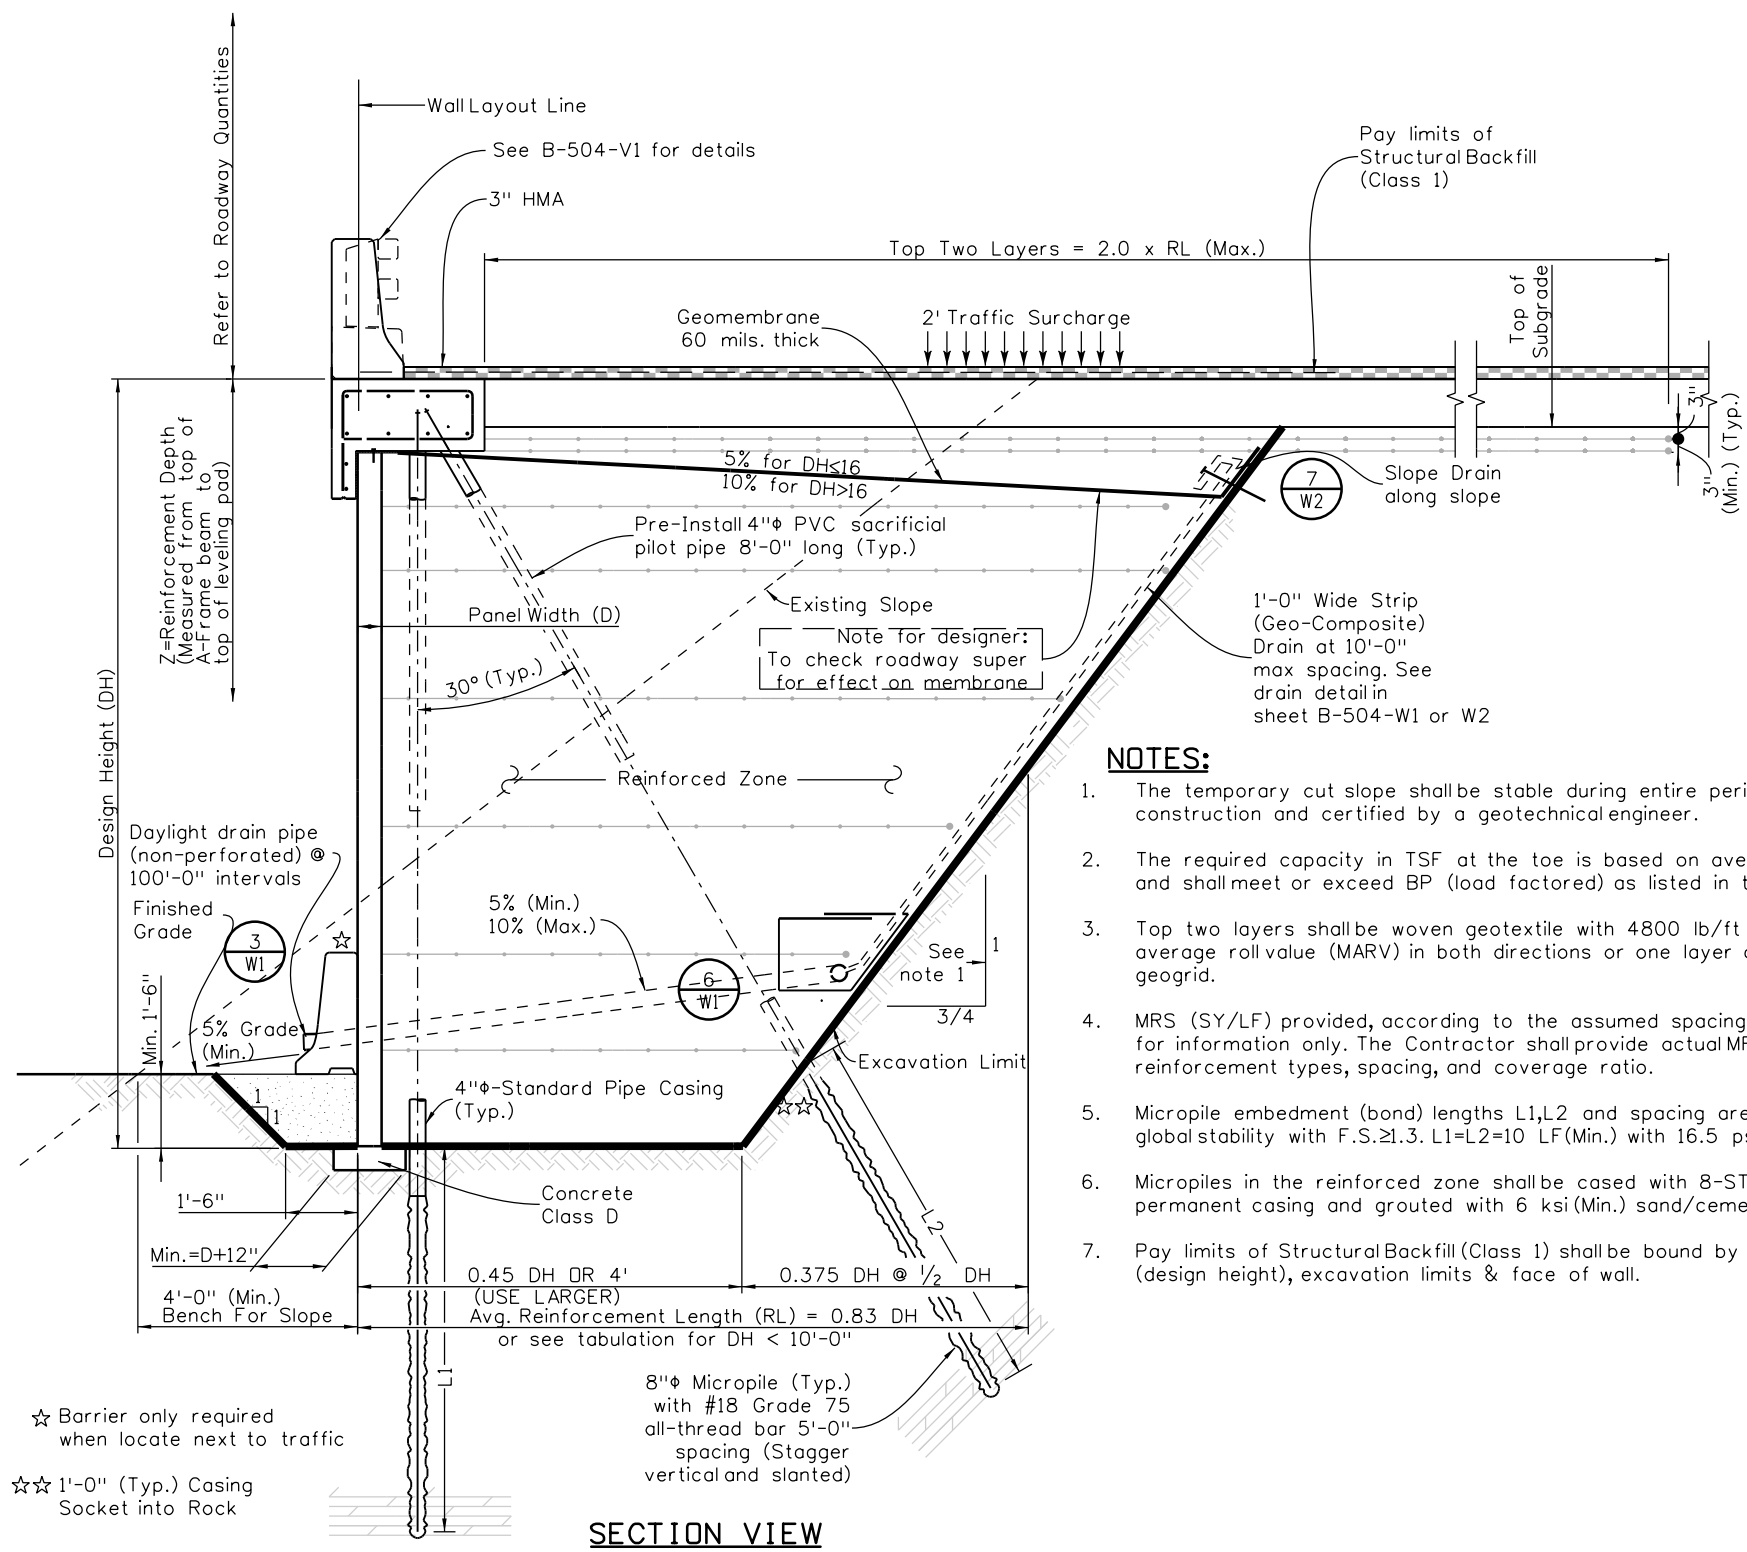 Refer to Roadway Quantities
Wall Layout Line
See B-504-V1 for details
3" HMA
Pay limits of
Structural Backfill
(Class 1)
Top Two Layers = 2.0 x RL (Max.)
Geomembrane
60 mils. thick
2' Traffic Surcharge
Top of
Subgrade
3"
3"
(Min.) (Typ.)
Z=Reinforcement Depth
(Measured from top of
A-Frame beam to
top of leveling pad)
5% for DH≤16
10% for DH>16
7
W2
Slope Drain
along slope
Pre-Install 4"ϕ PVC sacrificial
pilot pipe 8'-0" long (Typ.)
Existing Slope
Panel Width (D)
Note for designer:
To check roadway super
for effect on membrane
30° (Typ.)
1'-0" Wide Strip
(Geo-Composite)
Drain at 10'-0"
max spacing. See
drain detail in
sheet B-504-W1 or W2
Design Height (DH)
Reinforced Zone
Daylight drain pipe
(non-perforated) @
100'-0" intervals
Finished
Grade
3
W1
☆
5% (Min.)
10% (Max.)
6
W1
See
note 1
1
3/4
Min. 1'-6"
5% Grade
(Min.)
1
1
4"ϕ-Standard Pipe Casing
(Typ.)
Excavation Limit
☆☆
Concrete
Class D
1'-6"
Min.=D+12"
4'-0" (Min.)
Bench For Slope
0.45 DH OR 4'
(USE LARGER)
0.375 DH @ 1/2 DH
Avg. Reinforcement Length (RL) = 0.83 DH
or see tabulation for DH < 10'-0"
L1
L2
8"ϕ Micropile (Typ.)
with #18 Grade 75
all-thread bar 5'-0"
spacing (Stagger
vertical and slanted)
☆ Barrier only required
when locate next to traffic
☆☆ 1'-0" (Typ.) Casing
Socket into Rock
SECTION VIEW
NOTES:
1. The temporary cut slope shall be stable during entire peri
construction and certified by a geotechnical engineer.
2. The required capacity in TSF at the toe is based on ave
and shall meet or exceed BP (load factored) as listed in t
3. Top two layers shall be woven geotextile with 4800 lb/ft
average roll value (MARV) in both directions or one layer
geogrid.
4. MRS (SY/LF) provided, according to the assumed spacing
for information only. The Contractor shall provide actual MR
reinforcement types, spacing, and coverage ratio.
5. Micropile embedment (bond) lengths L1,L2 and spacing are
global stability with F.S.≥1.3. L1=L2=10 LF(Min.) with 16.5 ps
6. Micropiles in the reinforced zone shall be cased with 8-ST
permanent casing and grouted with 6 ksi (Min.) sand/ceme
7. Pay limits of Structural Backfill (Class 1) shall be bound by
(design height), excavation limits & face of wall.